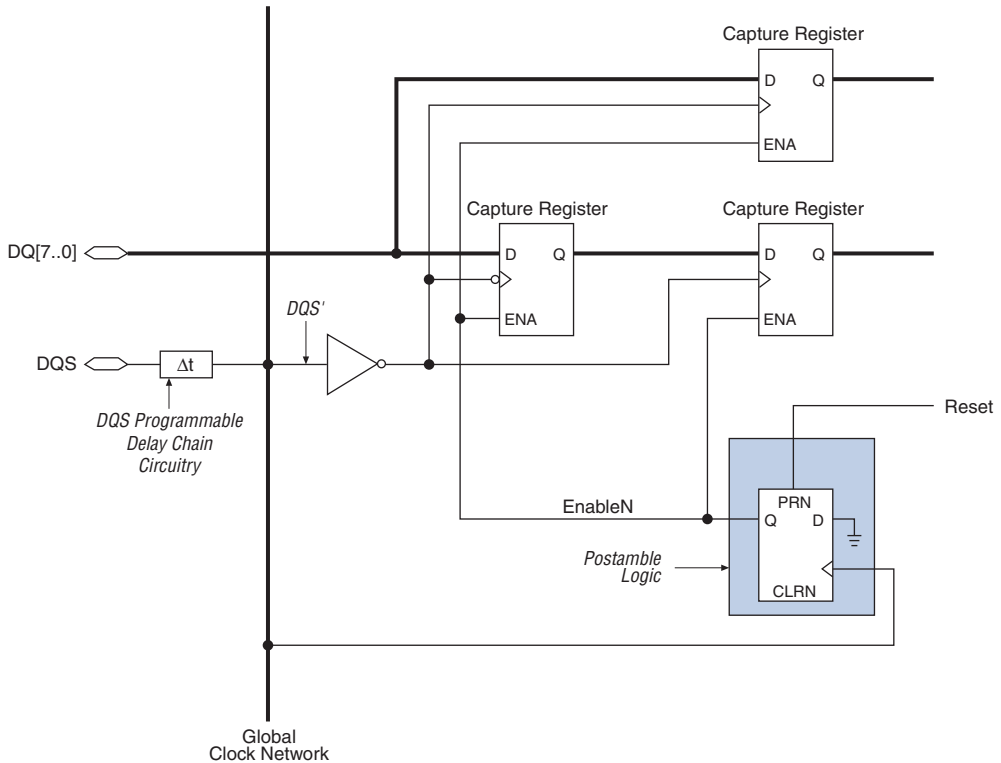 Capture Register
D Q
ENA
Capture Register
Capture Register
DQ[7..0]
D Q
D Q
DQS'
ENA
ENA
DQS
Δt
DQS Programmable
Delay Chain
Circuitry
Reset
PRN
EnableN
Q D
Postamble
Logic
CLRN
Global
Clock Network